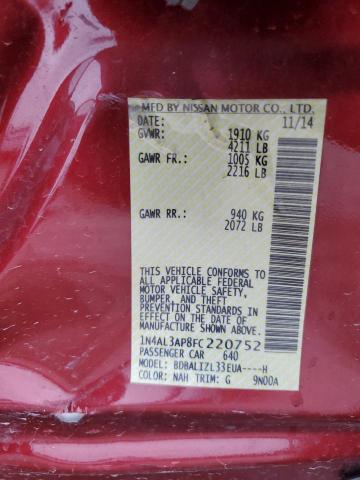 MFD BY NISSAN MOTOR CO., LTD.
DATE: 11/14
GVWR: 1910 KG
4211 LB
GAWR FR.: 1005 KG
2216 LB
GAWR RR.: 940 KG
2072 LB
THIS VEHICLE CONFORMS TO
ALL APPLICABLE FEDERAL
MOTOR VEHICLE SAFETY,
BUMPER, AND THEFT
PREVENTION STANDARDS IN
EFFECT ON THE DATE OF
MANUFACTURE SHOWN ABOVE.
1N4AL3AP8FC220752
PASSENGER CAR 640
MODEL: BDBALIZL33EUA----H
COLOR: NAH TRIM: G 9N00A